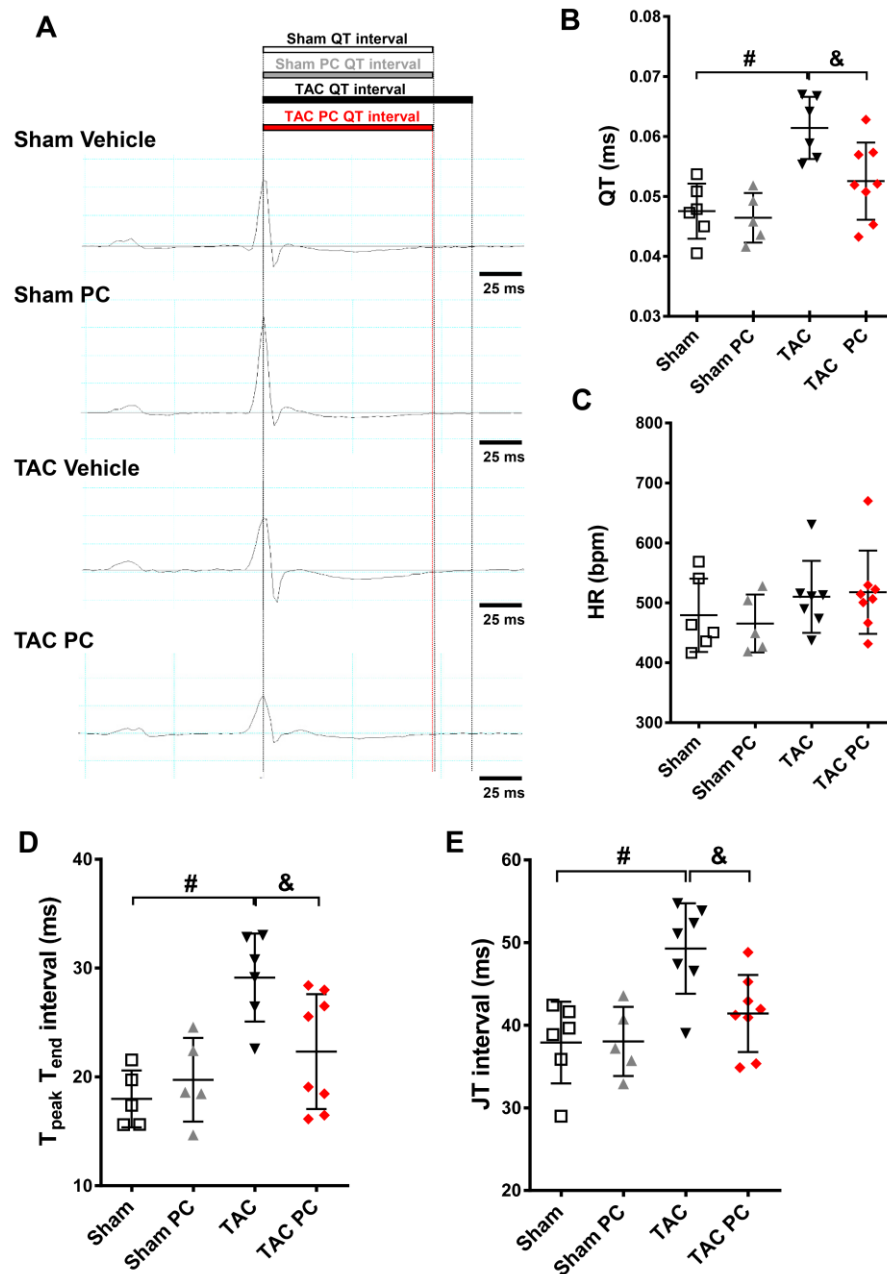 A
Sham QT interval
Sham PC QT interval
TAC QT interval
TAC PC QT interval
Sham Vehicle
25 ms
Sham PC
25 ms
TAC Vehicle
25 ms
TAC PC
25 ms
B
# &
QT (ms)
0.08
0.07
0.06
0.05
0.04
0.03
Sham
Sham PC
TAC
TAC PC
C
HR (bpm)
800
700
600
500
400
300
Sham
Sham PC
TAC
TAC PC
D
# &
Tpeak Tend interval (ms)
40
30
20
10
Sham
Sham PC
TAC
TAC PC
E
# &
JT interval (ms)
60
50
40
30
20
Sham
Sham PC
TAC
TAC PC